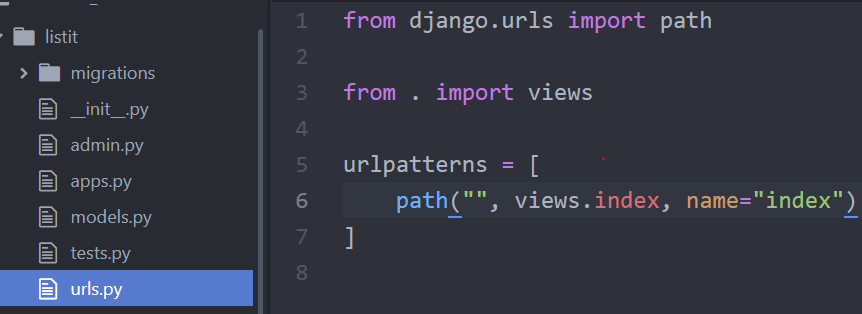 listit
migrations
__init__.py
admin.py
apps.py
models.py
tests.py
urls.py
1 from django.urls import path
2
3 from . import views
4
5 urlpatterns = [
6     path("", views.index, name="index")
7 ]
8